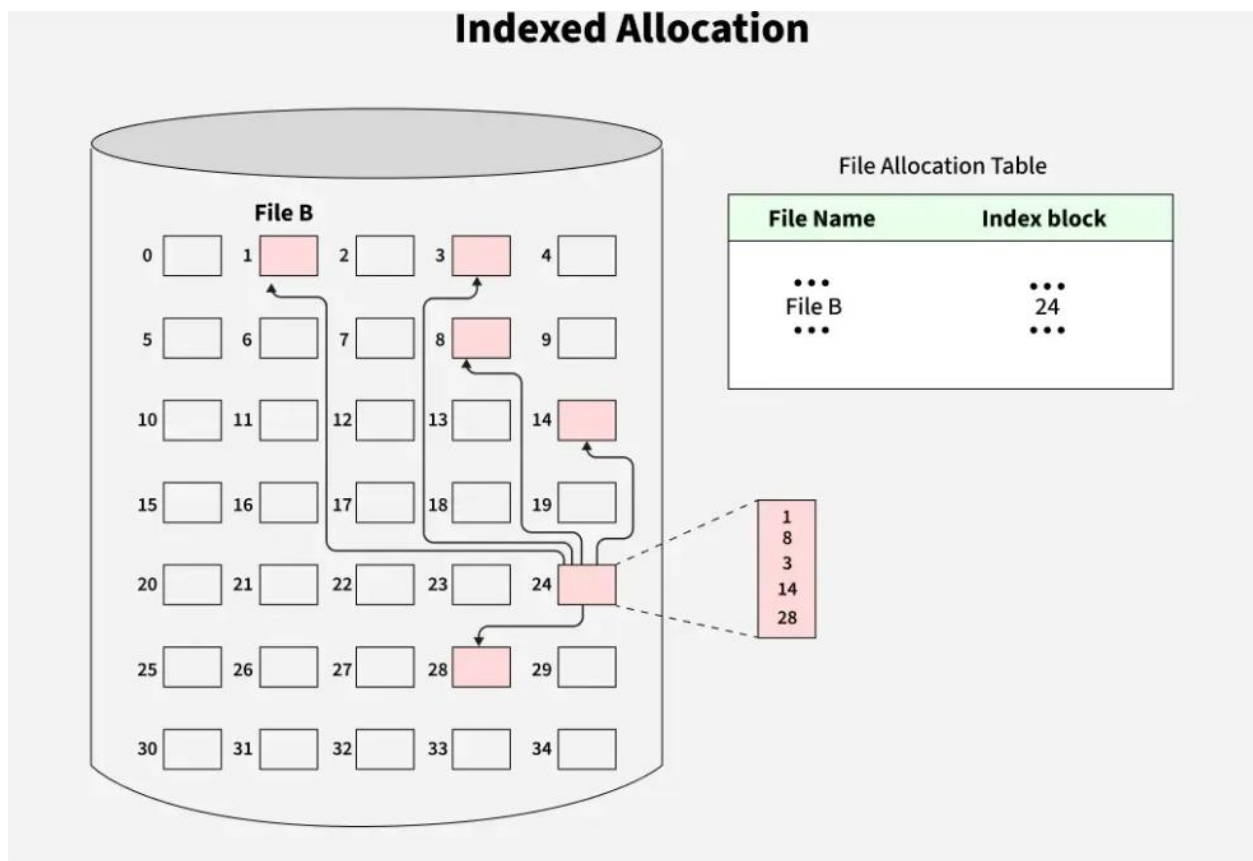 Indexed Allocation
File Allocation Table
File Name Index block
•••  •••
File B 24
•••  •••
File B
0 1 2 3 4
5 6 7 8 9
10 11 12 13 14
15 16 17 18 19
20 21 22 23 24
25 26 27 28 29
30 31 32 33 34
1
8
3
14
28